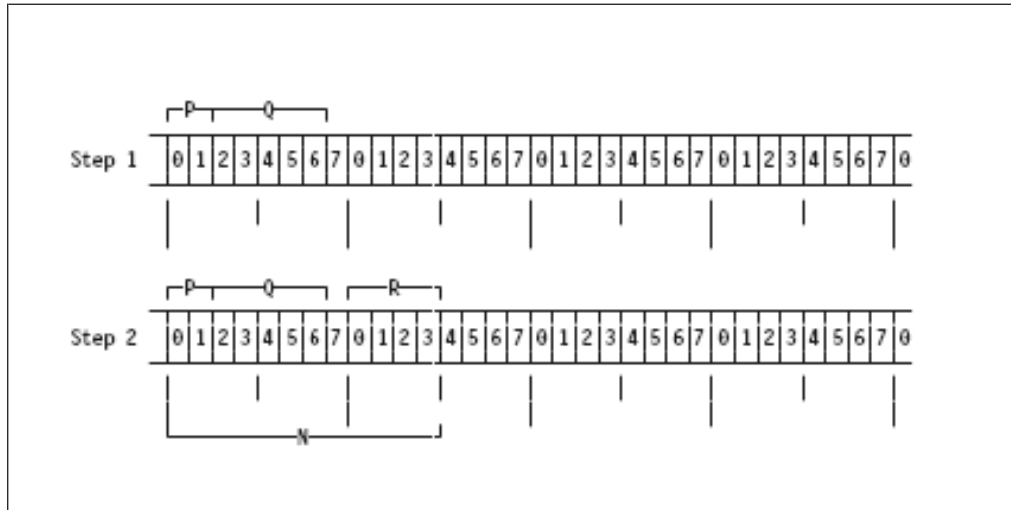 P Q
Step 1 0 1 2 3 4 5 6 7 0 1 2 3 4 5 6 7 0 1 2 3 4 5 6 7 0 1 2 3 4 5 6 7 0
P Q R
Step 2 0 1 2 3 4 5 6 7 0 1 2 3 4 5 6 7 0 1 2 3 4 5 6 7 0 1 2 3 4 5 6 7 0
N